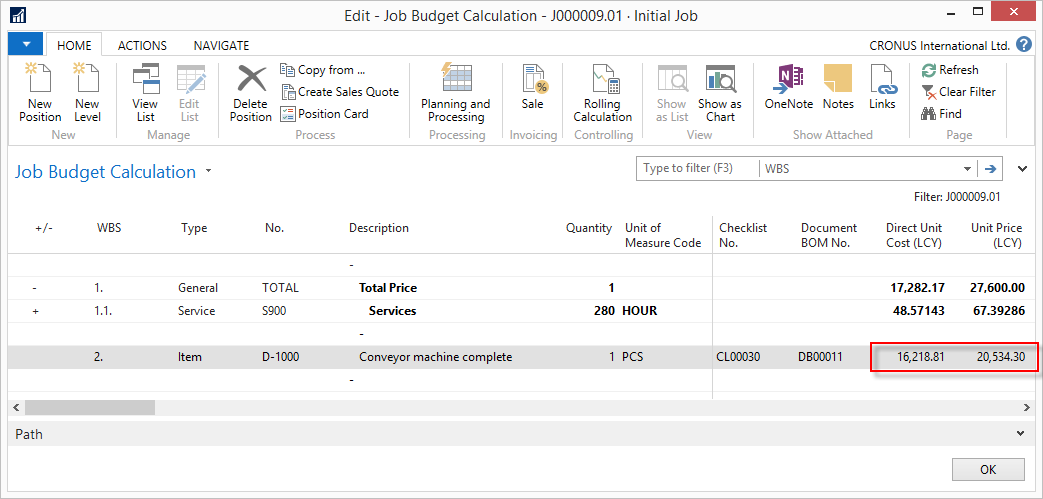 Edit - Job Budget Calculation - J000009.01 · Initial Job
HOME ACTIONS NAVIGATE
CRONUS International Ltd. ?
New Position
New Level
New
View List
Edit List
Manage
Delete Position
Copy from ...
Create Sales Quote
Position Card
Process
Planning and Processing
Processing
Sale
Invoicing
Rolling Calculation
Controlling
Show as List
Show as Chart
View
OneNote
Notes
Links
Show Attached
Refresh
Clear Filter
Find
Page
Job Budget Calculation
Type to filter (F3) WBS
Filter: J000009.01
+/- WBS Type No. Description Quantity Unit of Measure Code Checklist No. Document BOM No. Direct Unit Cost (LCY) Unit Price (LCY)
-
- 1. General TOTAL Total Price 1 17,282.17 27,600.00
+ 1.1. Service S900 Services 280 HOUR 48.57143 67.39286
-
2. Item D-1000 Conveyor machine complete 1 PCS CL00030 DB00011 16,218.81 20,534.30
-
Path
OK